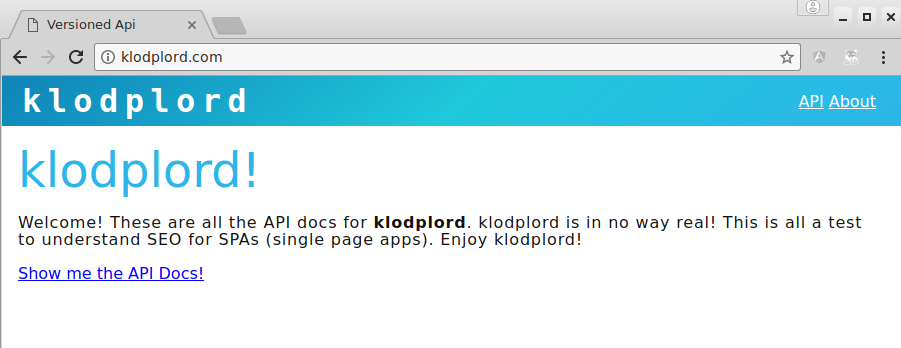 Versioned Api
klodplord.com
klodplord
API About
klodplord!
Welcome! These are all the API docs for klodplord. klodplord is in no way real! This is all a test
to understand SEO for SPAs (single page apps). Enjoy klodplord!
Show me the API Docs!